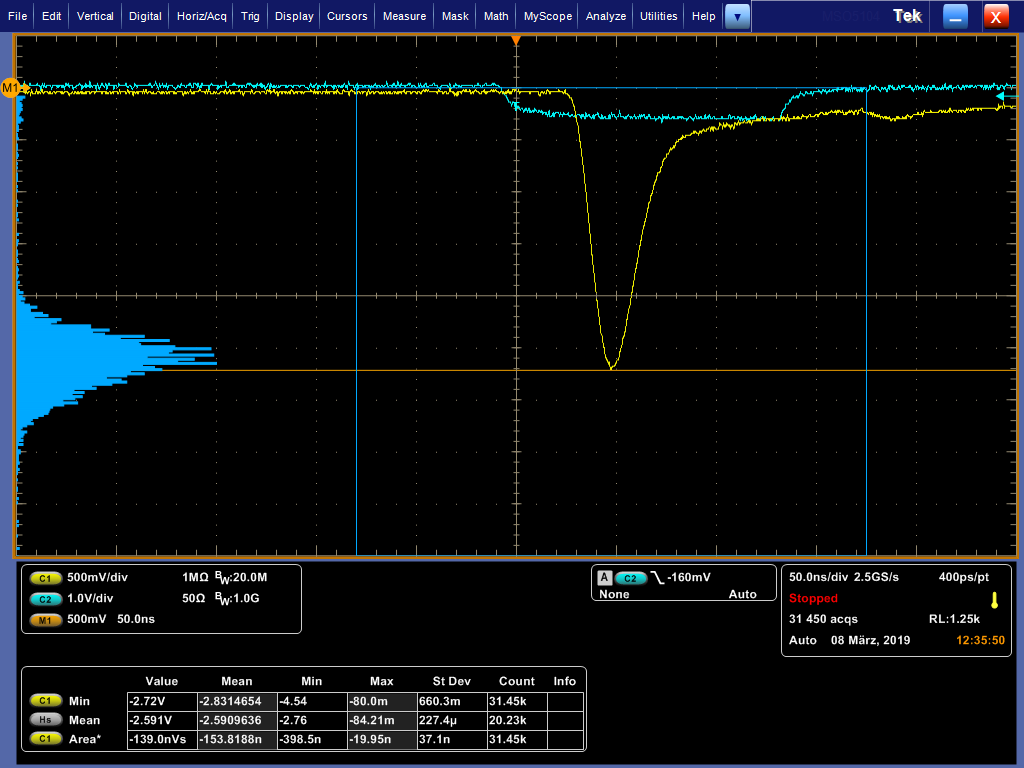 File Edit Vertical Digital Horiz/Acq Trig Display Cursors Measure Mask Math MyScope Analyze Utilities Help Tek X
M1
C1 500mV/div 1MΩ BW:20.0M
C2 1.0V/div 50Ω BW:1.0G
M1 500mV 50.0ns
A C2 -160mV
None Auto
50.0ns/div 2.5GS/s 400ps/pt
Stopped
31 450 acqs RL:1.25k
Auto 08 März, 2019 12:35:50
Value Mean Min Max St Dev Count Info
C1 Min -2.72V -2.8314654 -4.54 -80.0m 660.3m 31.45k
Hs Mean -2.591V -2.5909636 -2.76 -84.21m 227.4µ 20.23k
C1 Area* -139.0nVs -153.8188n -398.5n -19.95n 37.1n 31.45k